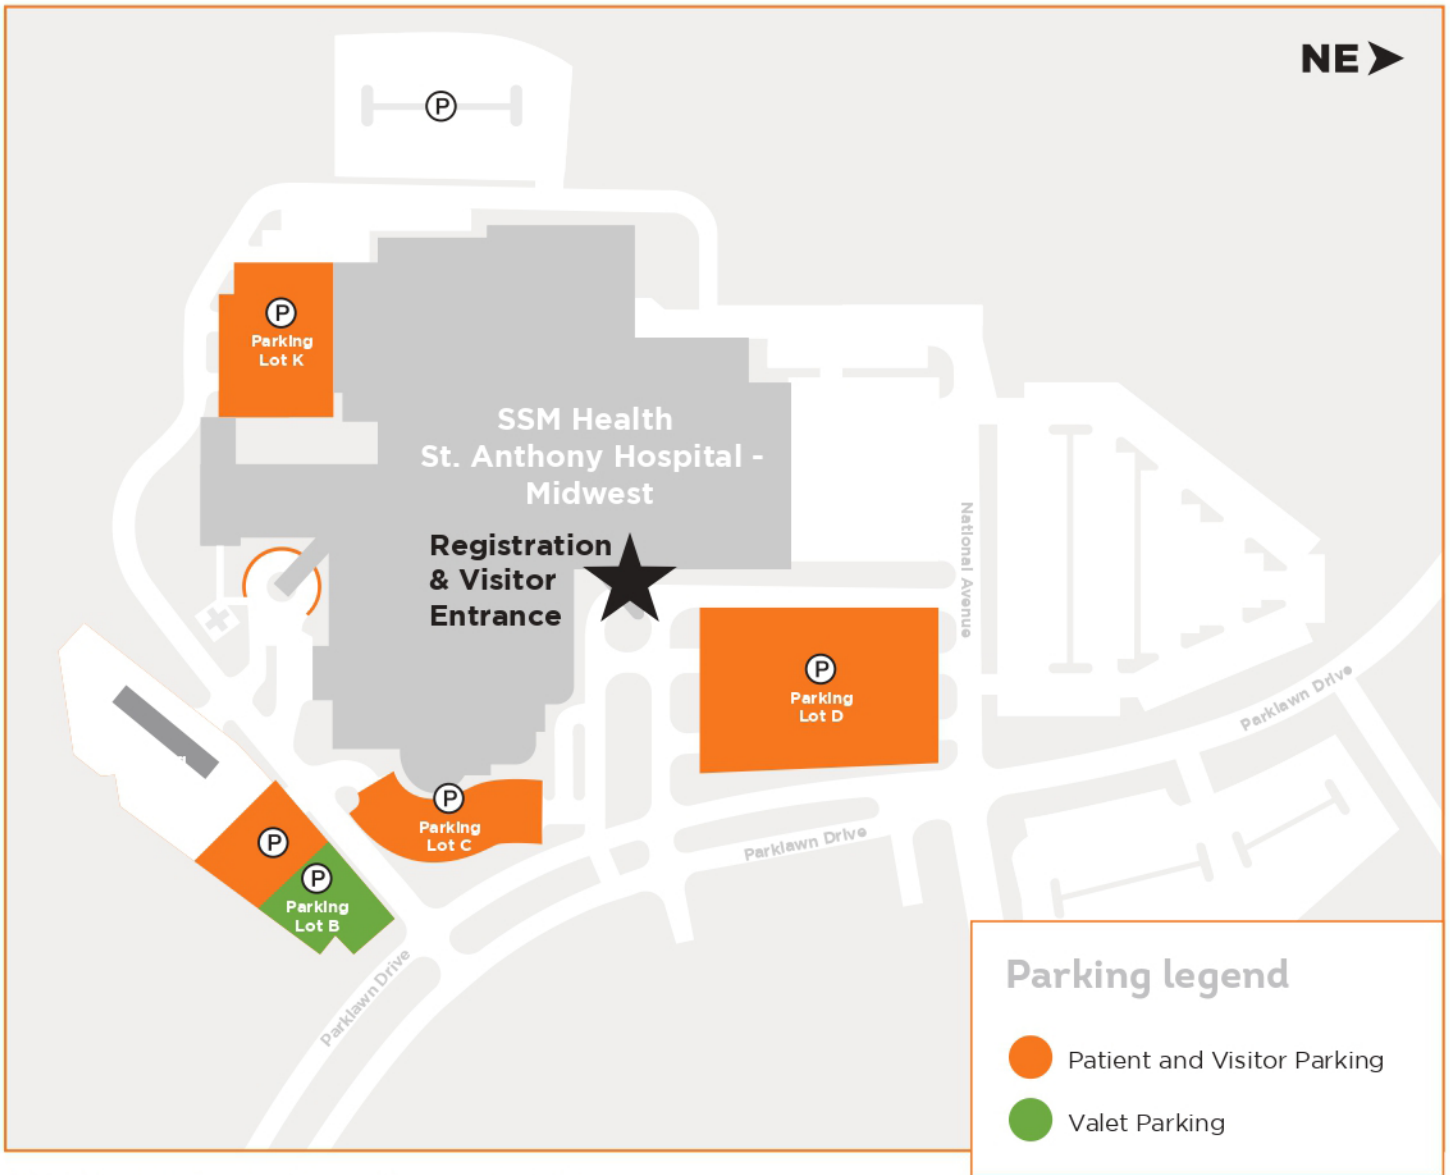 NE
P
P
Parking
Lot K
SSM Health
St. Anthony Hospital -
Midwest
Registration
& Visitor
Entrance
National Avenue
P
Parking
Lot D
Parklawn Drive
P
Parking
Lot C
Parklawn Drive
P
P
Parking
Lot B
Parklawn Drive
Parking legend
Patient and Visitor Parking
Valet Parking